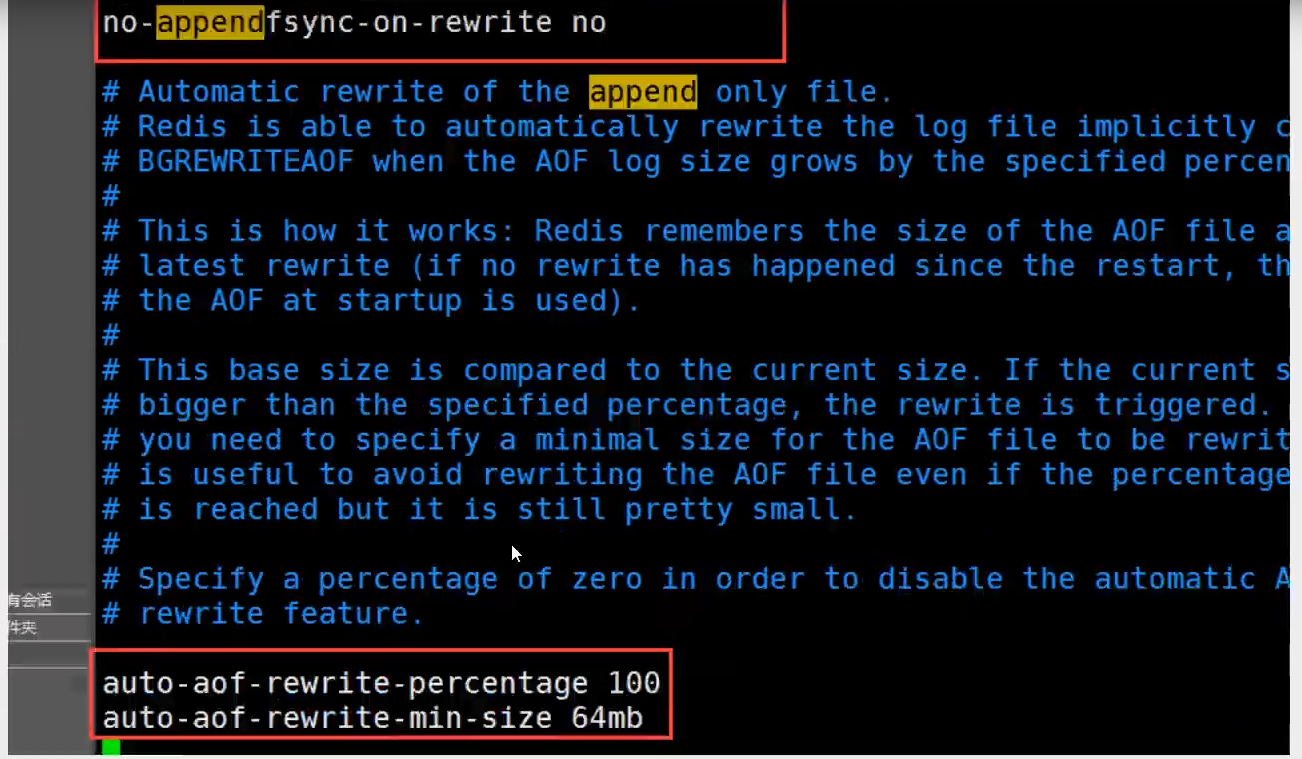 no-appendfsync-on-rewrite no
# Automatic rewrite of the append only file.
# Redis is able to automatically rewrite the log file implicitly
# BGREWRITEAOF when the AOF log size grows by the specified percen
#
# This is how it works: Redis remembers the size of the AOF file a
# latest rewrite (if no rewrite has happened since the restart, th
# the AOF at startup is used).
#
# This base size is compared to the current size. If the current s
# bigger than the specified percentage, the rewrite is triggered.
# you need to specify a minimal size for the AOF file to be rewrit
# is useful to avoid rewriting the AOF file even if the percentage
# is reached but it is still pretty small.
#
# Specify a percentage of zero in order to disable the automatic A
# rewrite feature.
有会话
件夹
auto-aof-rewrite-percentage 100
auto-aof-rewrite-min-size 64mb